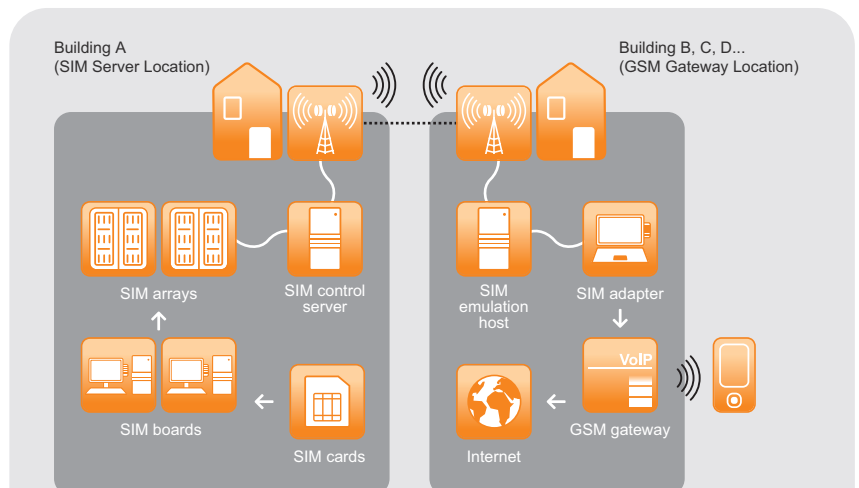 Building A
(SIM Server Location)
Building B, C, D...
(GSM Gateway Location)
SIM arrays
SIM control
server
SIM
emulation
host
SIM adapter
VoIP
SIM boards
SIM cards
Internet
GSM gateway